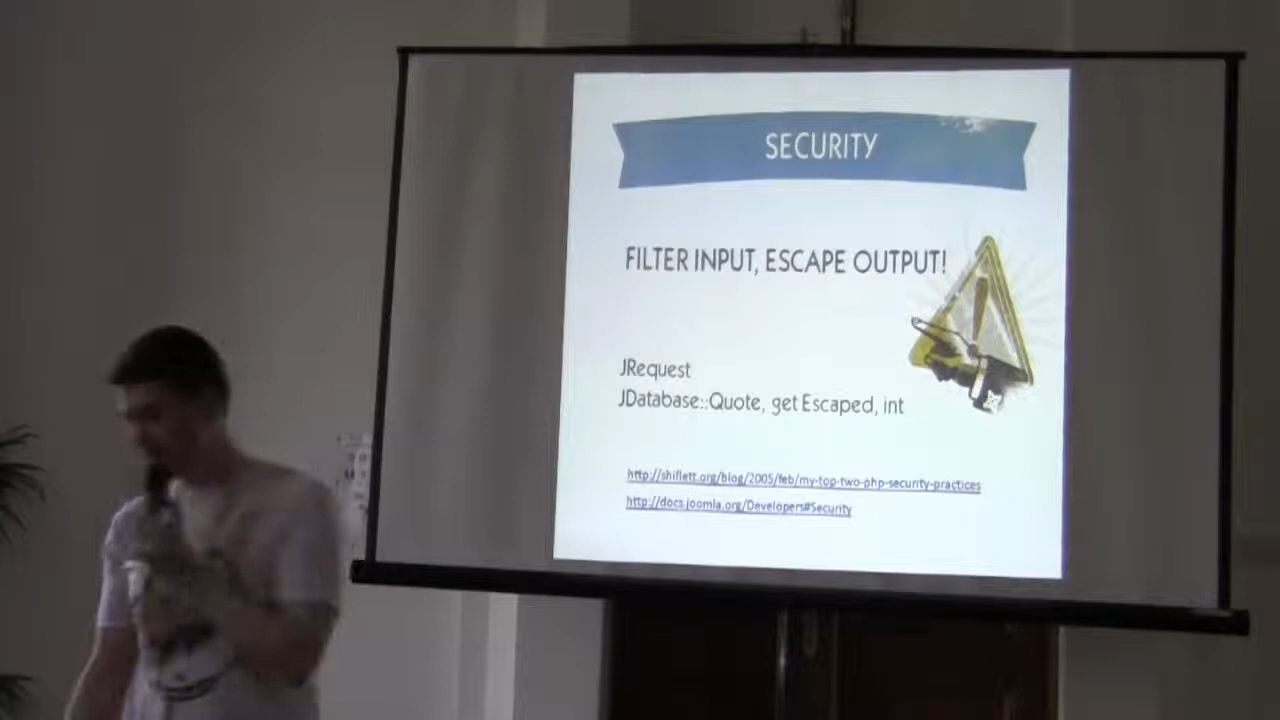 SECURITY
FILTER INPUT, ESCAPE OUTPUT!
JRequest
JDatabase::Quote, get Escaped, int
http://shiflett.org/blog/2005/feb/my-top-two-php-security-practices
http://docs.joomla.org/Developers#Security